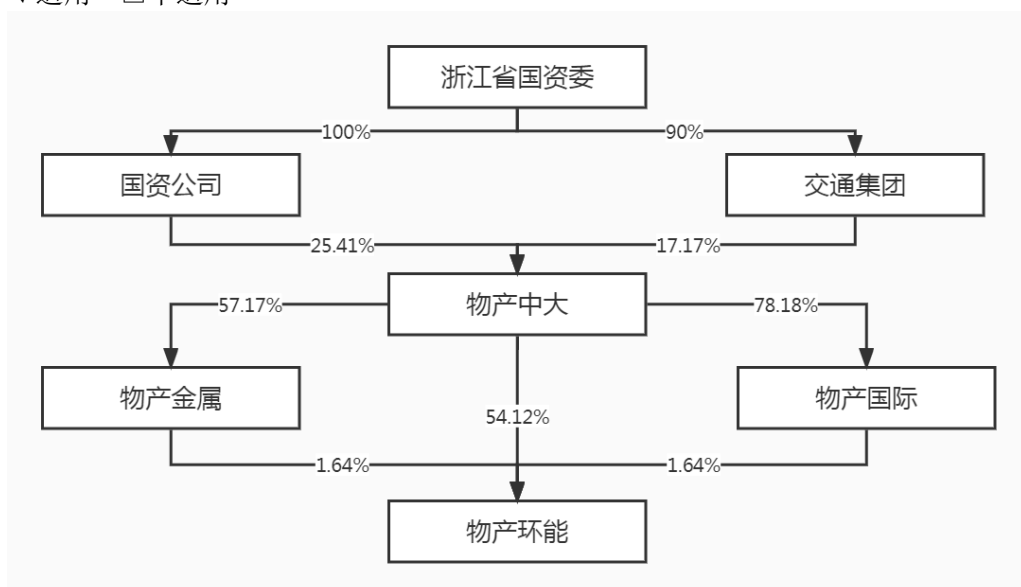 浙江省国资委
100%
90%
国资公司
交通集团
25.41%
17.17%
物产中大
57.17%
78.18%
物产金属
物产国际
54.12%
1.64%
1.64%
物产环能